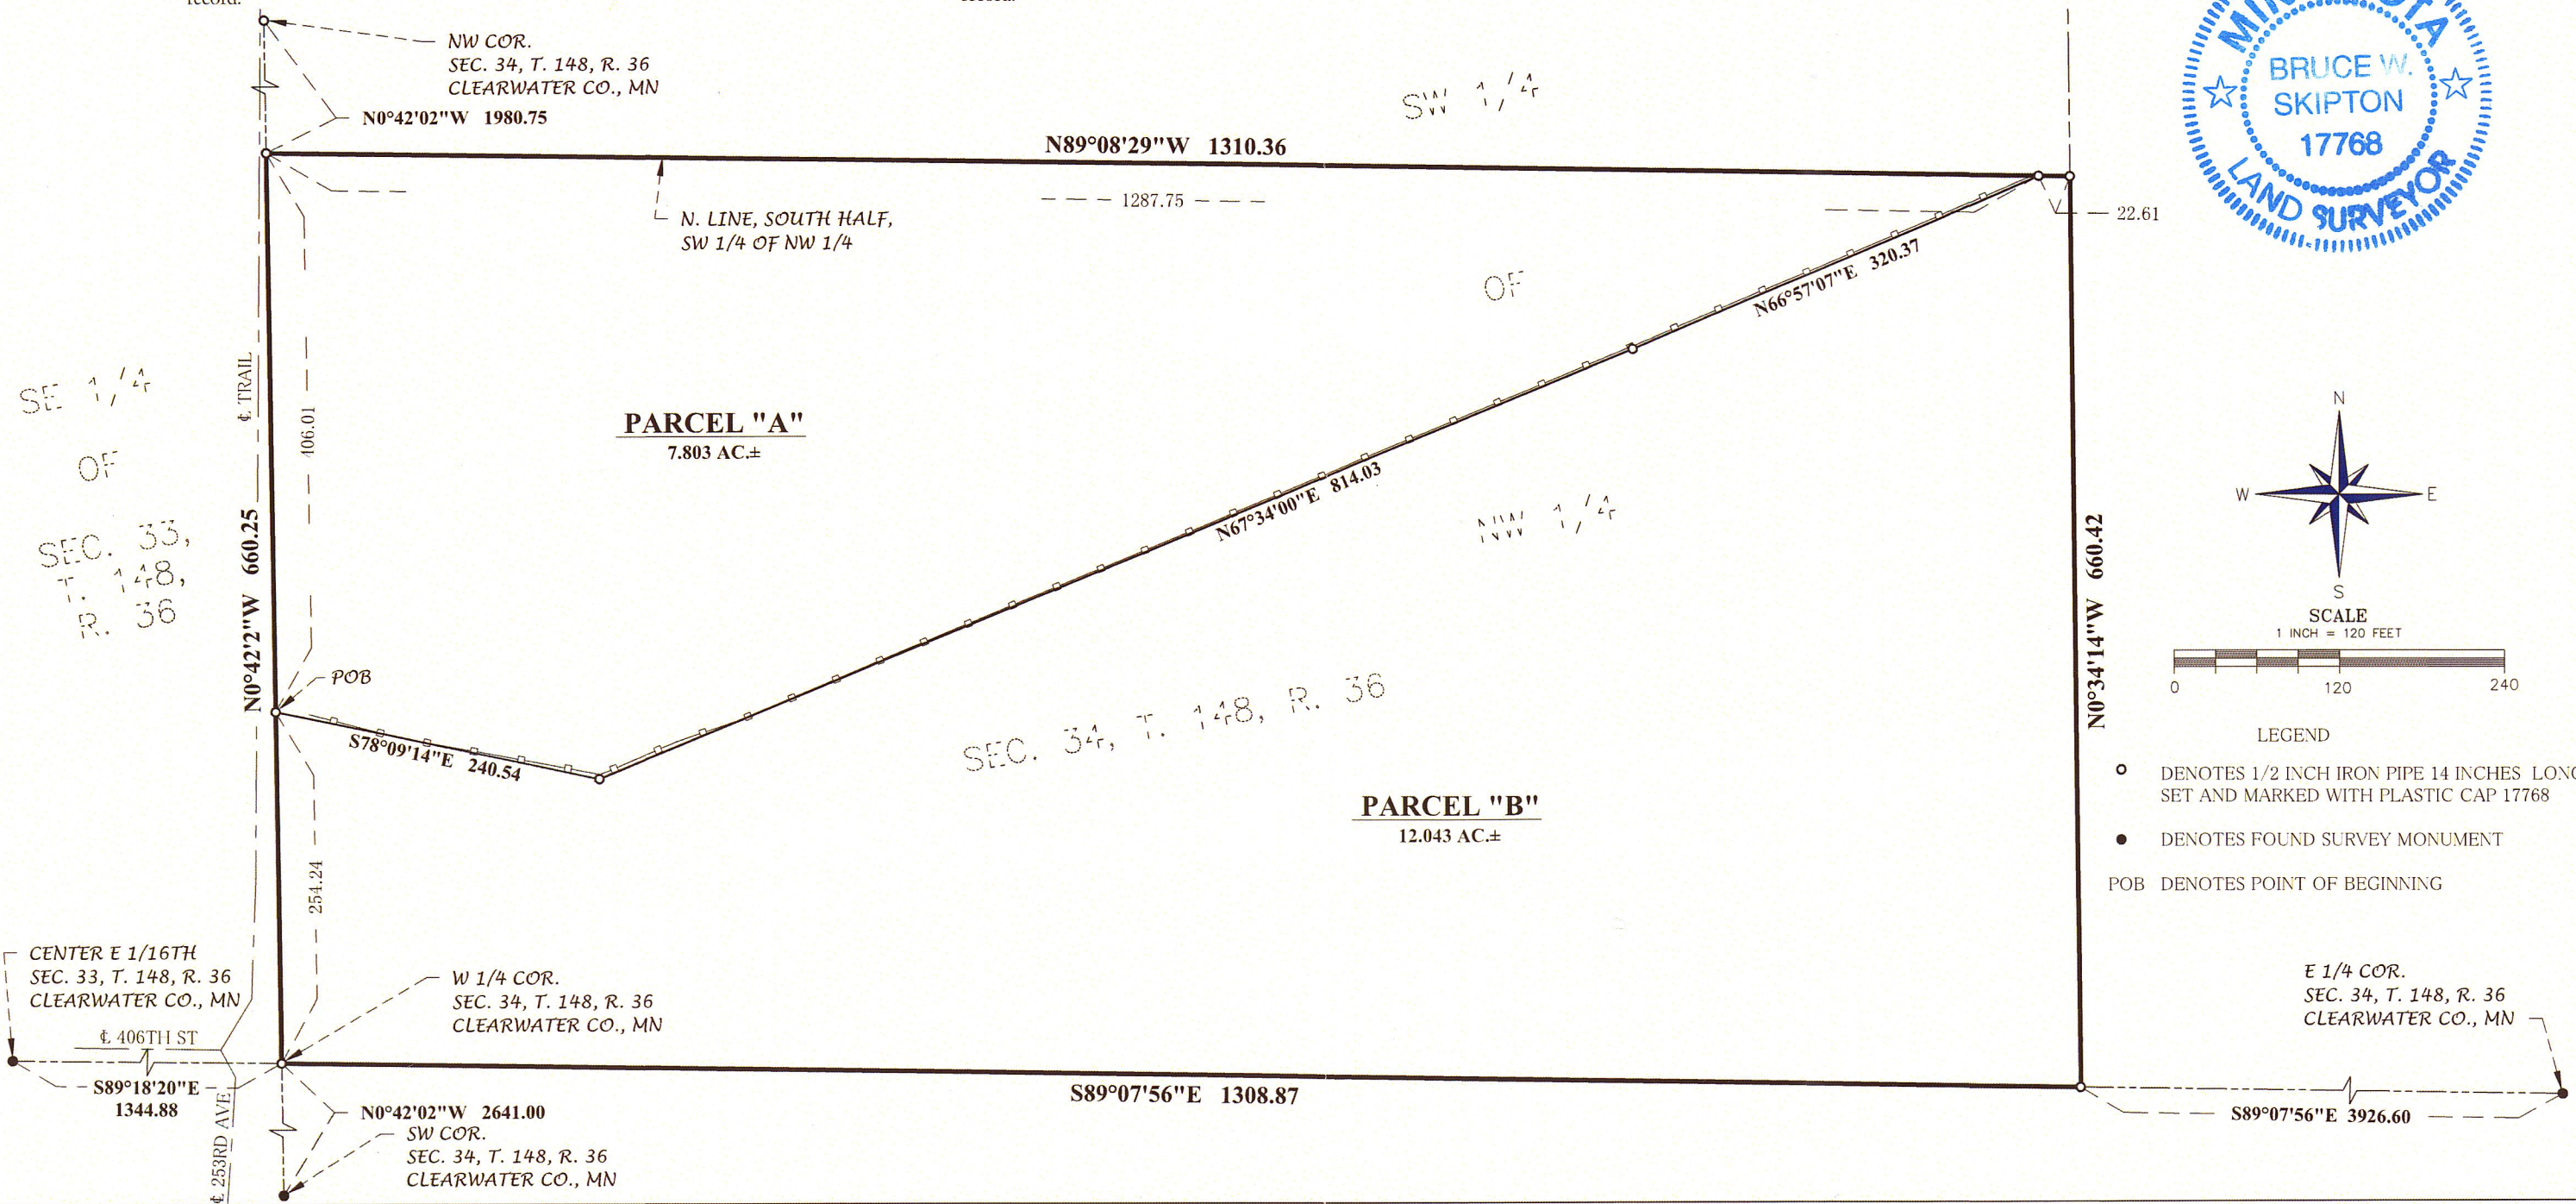 record.
NW COR.
SEC. 34, T. 148, R. 36
CLEARWATER CO., MN
N0°42'02"W 1980.75
SW 1/4
N89°08'29"W 1310.36
1287.75
N. LINE, SOUTH HALF,
SW 1/4 OF NW 1/4
22.61
MINNESOTA
BRUCE W.
SKIPTON
17768
LAND SURVEYOR
OF
N66°57'07"E 320.37
SE 1/4
OF
SEC. 33,
T. 148,
R. 36
℄ TRAIL
406.01
PARCEL "A"
7.803 AC.±
N67°34'00"E 814.03
NW 1/4
N0°42'2"W 660.25
POB
S78°09'14"E 240.54
SEC. 34, T. 148, R. 36
PARCEL "B"
12.043 AC.±
N0°34'14"W 660.42
N
W
E
S
SCALE
1 INCH = 120 FEET
0
120
240
LEGEND
DENOTES 1/2 INCH IRON PIPE 14 INCHES LONG
SET AND MARKED WITH PLASTIC CAP 17768
DENOTES FOUND SURVEY MONUMENT
POB DENOTES POINT OF BEGINNING
254.24
CENTER E 1/16TH
SEC. 33, T. 148, R. 36
CLEARWATER CO., MN
℄ 406TH ST
S89°18'20"E
1344.88
℄ 253RD AVE
W 1/4 COR.
SEC. 34, T. 148, R. 36
CLEARWATER CO., MN
N0°42'02"W 2641.00
SW COR.
SEC. 34, T. 148, R. 36
CLEARWATER CO., MN
S89°07'56"E 1308.87
E 1/4 COR.
SEC. 34, T. 148, R. 36
CLEARWATER CO., MN
S89°07'56"E 3926.60